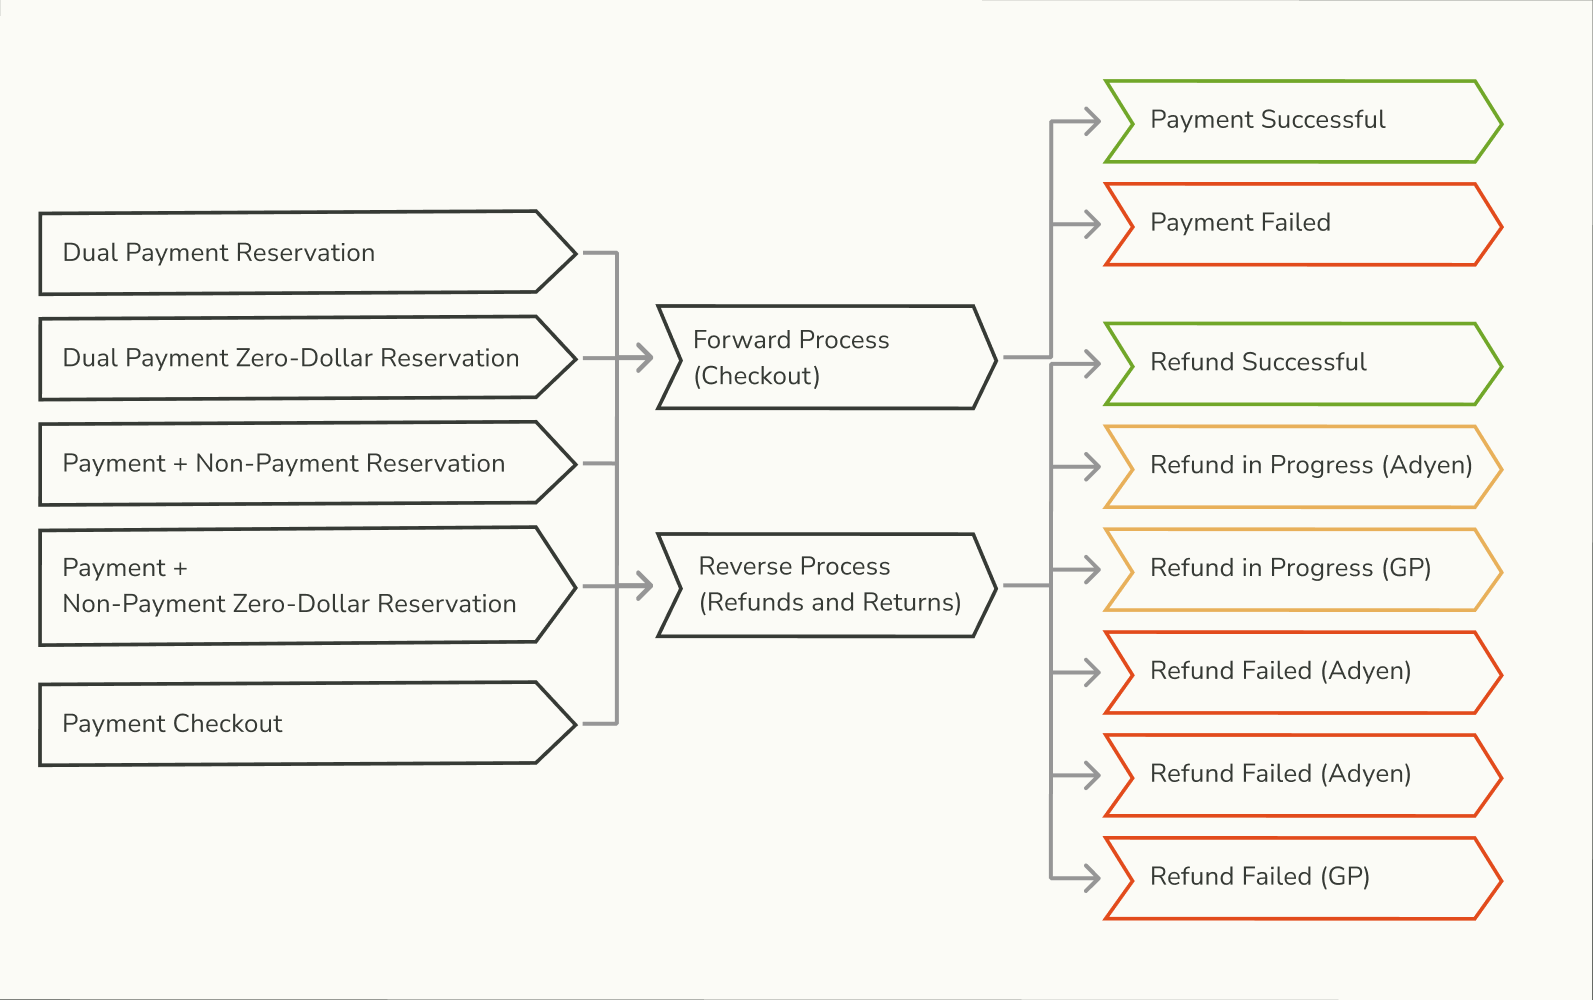 Dual Payment Reservation
Dual Payment Zero-Dollar Reservation
Payment + Non-Payment Reservation
Payment +
Non-Payment Zero-Dollar Reservation
Payment Checkout
Forward Process
(Checkout)
Reverse Process
(Refunds and Returns)
Payment Successful
Payment Failed
Refund Successful
Refund in Progress (Adyen)
Refund in Progress (GP)
Refund Failed (Adyen)
Refund Failed (Adyen)
Refund Failed (GP)